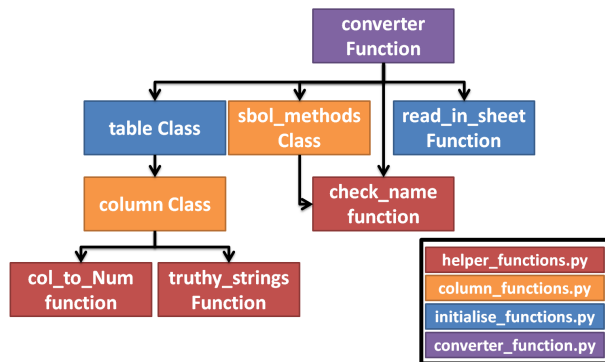 converter
Function
table Class
sbol_methods
Class
read_in_sheet
Function
column Class
check_name
function
col_to_Num
function
truthy_strings
Function
helper_functions.py
column_functions.py
initialise_functions.py
converter_function.py